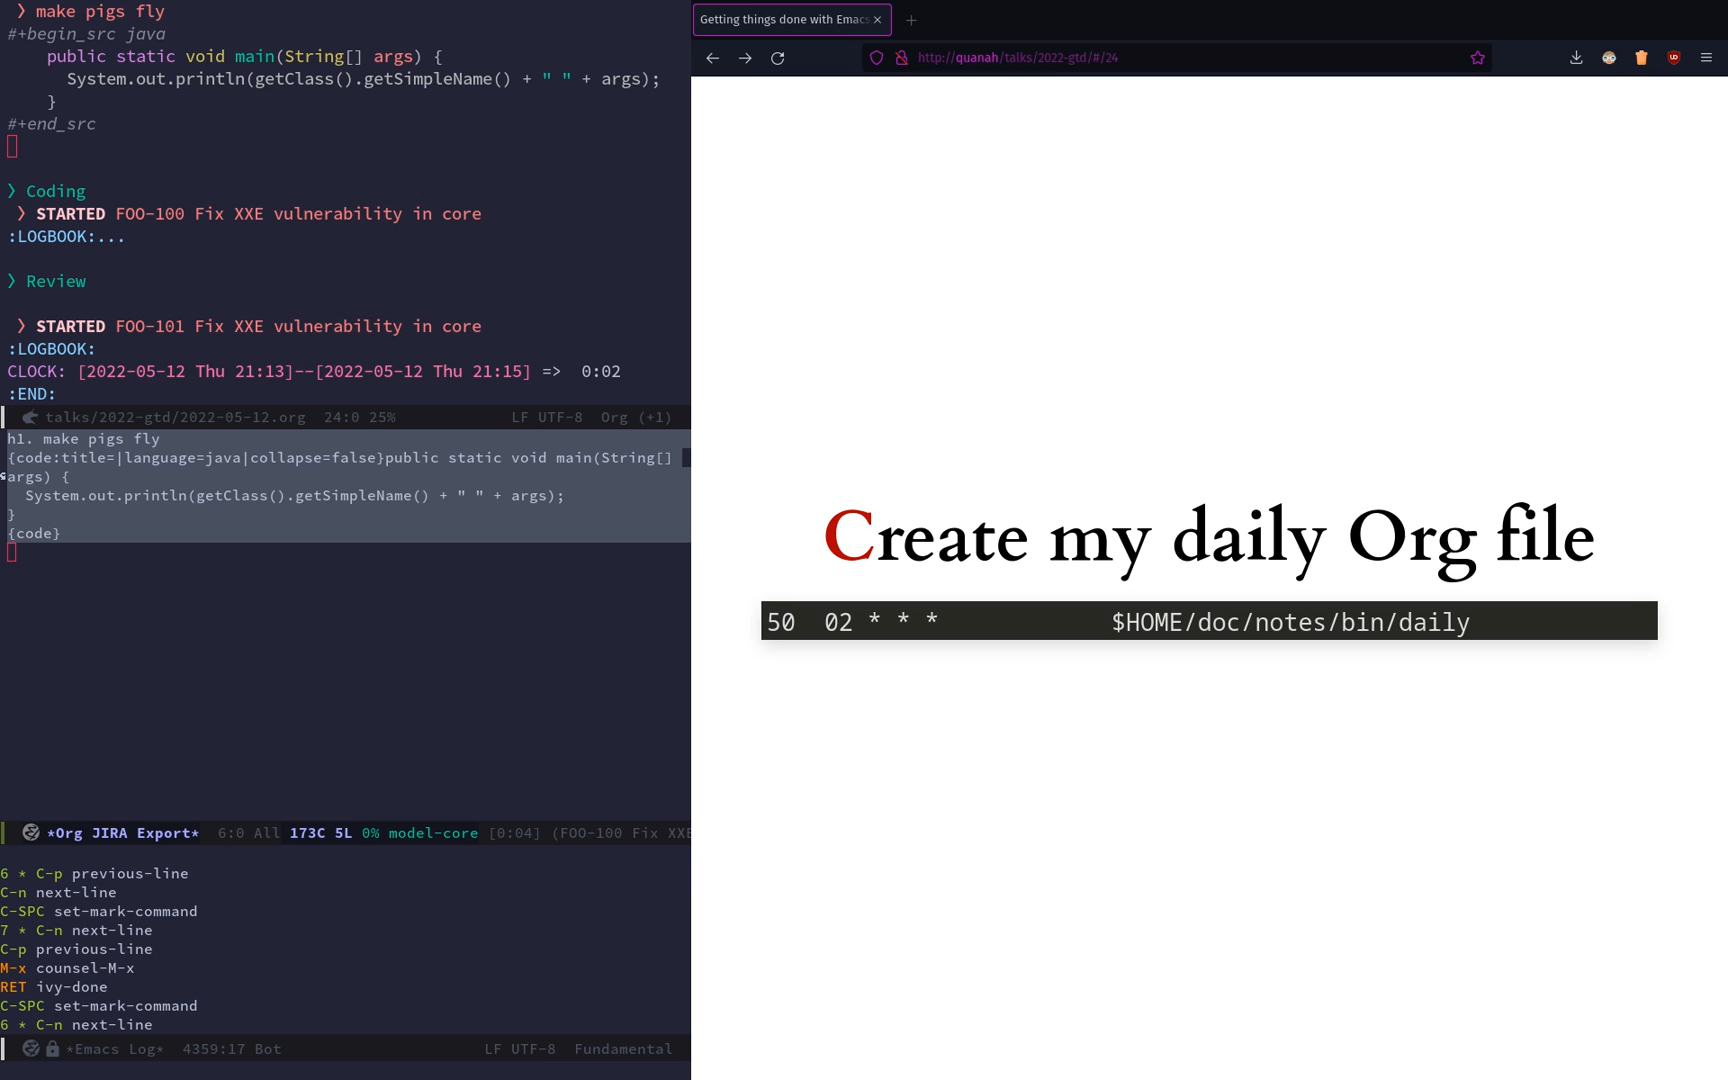 ❯ make pigs fly
#+begin_src java
public static void main(String[] args) {
System.out.println(getClass().getSimpleName() + " " + args);
}
#+end_src
❯ Coding
❯ STARTED FOO-100 Fix XXE vulnerability in core
:LOGBOOK:...
❯ Review
❯ STARTED FOO-101 Fix XXE vulnerability in core
:LOGBOOK:
CLOCK: [2022-05-12 Thu 21:13]--[2022-05-12 Thu 21:15] =>  0:02
:END:
talks/2022-gtd/2022-05-12.org  24:0 25%  LF UTF-8  Org (+1)
h1. make pigs fly
{code:title=|language=java|collapse=false}public static void main(String[]
args) {
System.out.println(getClass().getSimpleName() + " " + args);
}
{code}
*Org JIRA Export*  6:0 All 173C 5L 0% model-core [0:04] (FOO-100 Fix XXE
6 * C-p previous-line
C-n next-line
C-SPC set-mark-command
7 * C-n next-line
C-p previous-line
M-x counsel-M-x
RET ivy-done
C-SPC set-mark-command
6 * C-n next-line
*Emacs Log*  4359:17 Bot  LF UTF-8  Fundamental
Getting things done with Emacs
http://quanah/talks/2022-gtd/#/24
Create my daily Org file
50  02 * * *  $HOME/doc/notes/bin/daily